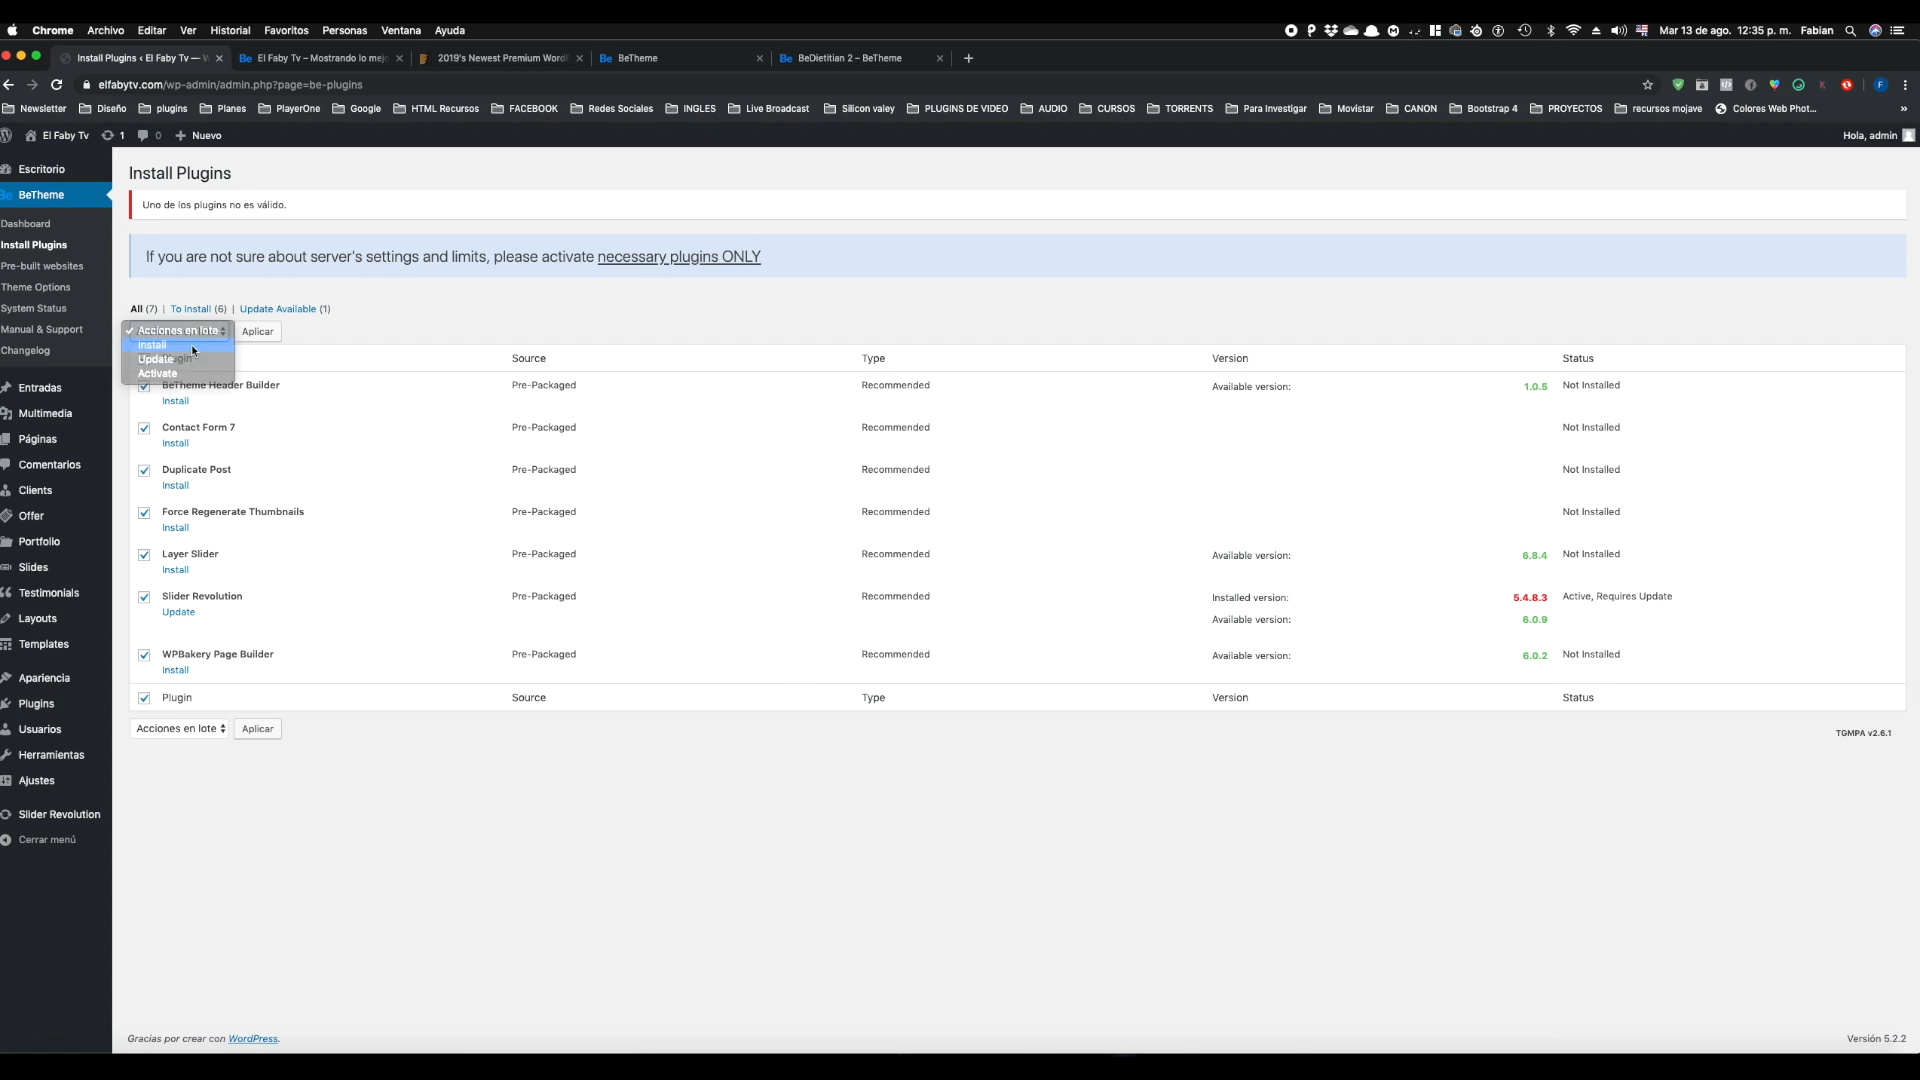 Chrome Archivo Editar Ver Historial Favoritos Personas Ventana Ayuda
Mar 13 de ago. 12:35 p. m. Fabian
Install Plugins ‹ El Faby Tv — W
El Faby Tv – Mostrando lo mejo
2019's Newest Premium WordP
BeTheme
BeDietitian 2 – BeTheme
elfabytv.com/wp-admin/admin.php?page=be-plugins
Newsletter Diseño plugins Planes PlayerOne Google HTML Recursos FACEBOOK Redes Sociales INGLES Live Broadcast Silicon valey PLUGINS DE VIDEO AUDIO CURSOS TORRENTS Para Investigar Movistar CANON Bootstrap 4 PROYECTOS recursos mojave Colores Web Phot... »
El Faby Tv 1 0 + Nuevo
Hola, admin
Escritorio
BeTheme
Dashboard
Install Plugins
Pre-built websites
Theme Options
System Status
Manual & Support
Changelog
Entradas
Multimedia
Páginas
Comentarios
Clients
Offer
Portfolio
Slides
Testimonials
Layouts
Templates
Apariencia
Plugins
Usuarios
Herramientas
Ajustes
Slider Revolution
Cerrar menú
Install Plugins
Uno de los plugins no es válido.
If you are not sure about server's settings and limits, please activate necessary plugins ONLY
All (7) | To Install (6) | Update Available (1)
✓ Acciones en lote Aplicar
Install
Update
Activate
Source Type Version Status
BeTheme Header Builder Pre-Packaged Recommended Available version: 1.0.5 Not Installed
Install
Contact Form 7 Pre-Packaged Recommended Not Installed
Install
Duplicate Post Pre-Packaged Recommended Not Installed
Install
Force Regenerate Thumbnails Pre-Packaged Recommended Not Installed
Install
Layer Slider Pre-Packaged Recommended Available version: 6.8.4 Not Installed
Install
Slider Revolution Pre-Packaged Recommended Installed version: 5.4.8.3 Active, Requires Update
Update Available version: 6.0.9
WPBakery Page Builder Pre-Packaged Recommended Available version: 6.0.2 Not Installed
Install
Plugin Source Type Version Status
Acciones en lote Aplicar
TGMPA v2.6.1
Gracias por crear con WordPress.
Versión 5.2.2